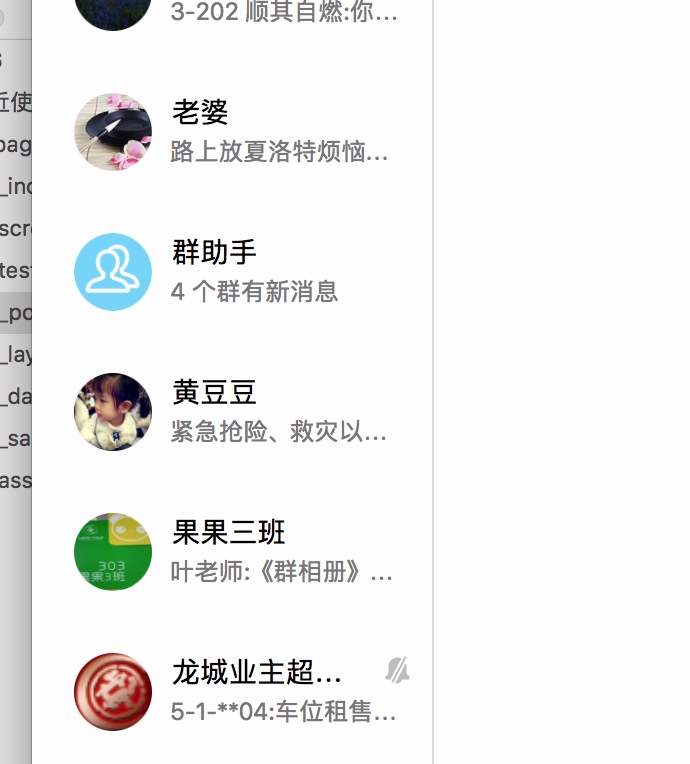 3-202 顺其自燃:你…
近使
pag
老婆
路上放夏洛特烦恼…
_inc
scr
群助手
tes
4 个群有新消息
_po
_lay
黄豆豆
_da
紧急抢险、救灾以…
_sa
ass
果果三班
303
果果3班
叶老师:《群相册》…
龙城业主超…
5-1-**04:车位租售…